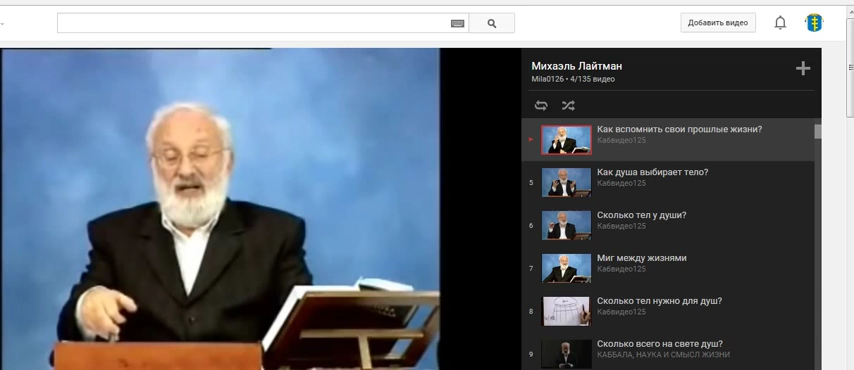 Добавить видео
Михаэль Лайтман
Mila0126 • 4/135 видео
Как вспомнить свои прошлые жизни?
Кабвидео125
5
Как душа выбирает тело?
Кабвидео125
6
Сколько тел у души?
Кабвидео125
7
Миг между жизнями
Кабвидео125
8
Сколько тел нужно для душ?
Кабвидео125
9
Сколько всего на свете душ?
КАББАЛА, НАУКА И СМЫСЛ ЖИЗНИ